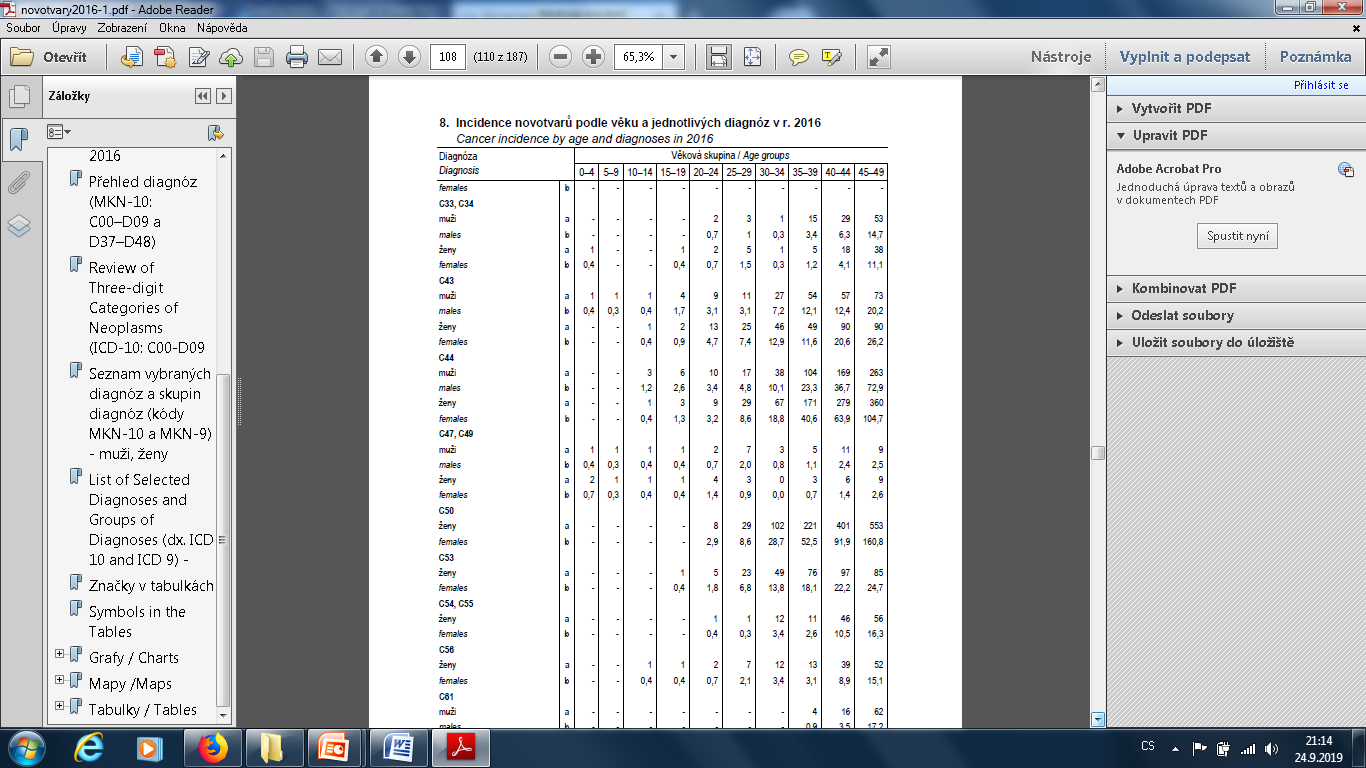 novotvary2016-1.pdf - Adobe Reader
Soubor Úpravy Zobrazení Okna Nápověda
Otevřít 108 (110 z 187) 65,3% Nástroje Vyplnit a podepsat Poznámka
Přihlásit se
Záložky
2016
Přehled diagnóz
(MKN-10:
C00–D09 a
D37–D48)
Review of
Three-digit
Categories of
Neoplasms
(ICD-10: C00-D09
Seznam vybraných
diagnóz a skupin
diagnóz (kódy
MKN-10 a MKN-9)
- muži, ženy
List of Selected
Diagnoses and
Groups of
Diagnoses (dx. ICD
10 and ICD 9) -
Značky v tabulkách
Symbols in the
Tables
Grafy / Charts
Mapy /Maps
Tabulky / Tables
8. Incidence novotvarů podle věku a jednotlivých diagnóz v r. 2016
Cancer incidence by age and diagnoses in 2016
Diagnóza Věková skupina / Age groups
Diagnosis 0–4 5–9 10–14 15–19 20–24 25–29 30–34 35–39 40–44 45–49
females b - - - - - - - - - -
C33, C34
muži a - - - - 2 3 1 15 29 53
males b - - - - 0,7 1 0,3 3,4 6,3 14,7
ženy a 1 - - 1 2 5 1 5 18 38
females b 0,4 - - 0,4 0,7 1,5 0,3 1,2 4,1 11,1
C43
muži a 1 1 1 4 9 11 27 54 57 73
males b 0,4 0,3 0,4 1,7 3,1 3,1 7,2 12,1 12,4 20,2
ženy a - - 1 2 13 25 46 49 90 90
females b - - 0,4 0,9 4,7 7,4 12,9 11,6 20,6 26,2
C44
muži a - - 3 6 10 17 38 104 169 263
males b - - 1,2 2,6 3,4 4,8 10,1 23,3 36,7 72,9
ženy a - - 1 3 9 29 67 171 279 360
females b - - 0,4 1,3 3,2 8,6 18,8 40,6 63,9 104,7
C47, C49
muži a 1 1 1 1 2 7 3 5 11 9
males b 0,4 0,3 0,4 0,4 0,7 2,0 0,8 1,1 2,4 2,5
ženy a 2 1 1 1 4 3 0 3 6 9
females b 0,7 0,3 0,4 0,4 1,4 0,9 0,0 0,7 1,4 2,6
C50
ženy a - - - - 8 29 102 221 401 553
females b - - - - 2,9 8,6 28,7 52,5 91,9 160,8
C53
ženy a - - - 1 5 23 49 76 97 85
females b - - - 0,4 1,8 6,8 13,8 18,1 22,2 24,7
C54, C55
ženy a - - - - 1 1 12 11 46 56
females b - - - - 0,4 0,3 3,4 2,6 10,5 16,3
C56
ženy a - - 1 1 2 7 12 13 39 52
females b - - 0,4 0,4 0,7 2,1 3,4 3,1 8,9 15,1
C61
muži a - - - - - - - 4 16 62
males b - - - - - - - 0,9 3,5 17,2
Vytvořit PDF
Upravit PDF
Adobe Acrobat Pro
Jednoduchá úprava textů a obrazů
v dokumentech PDF
Spustit nyní
Kombinovat PDF
Odeslat soubory
Uložit soubory do úložiště
CS 21:14
24.9.2019